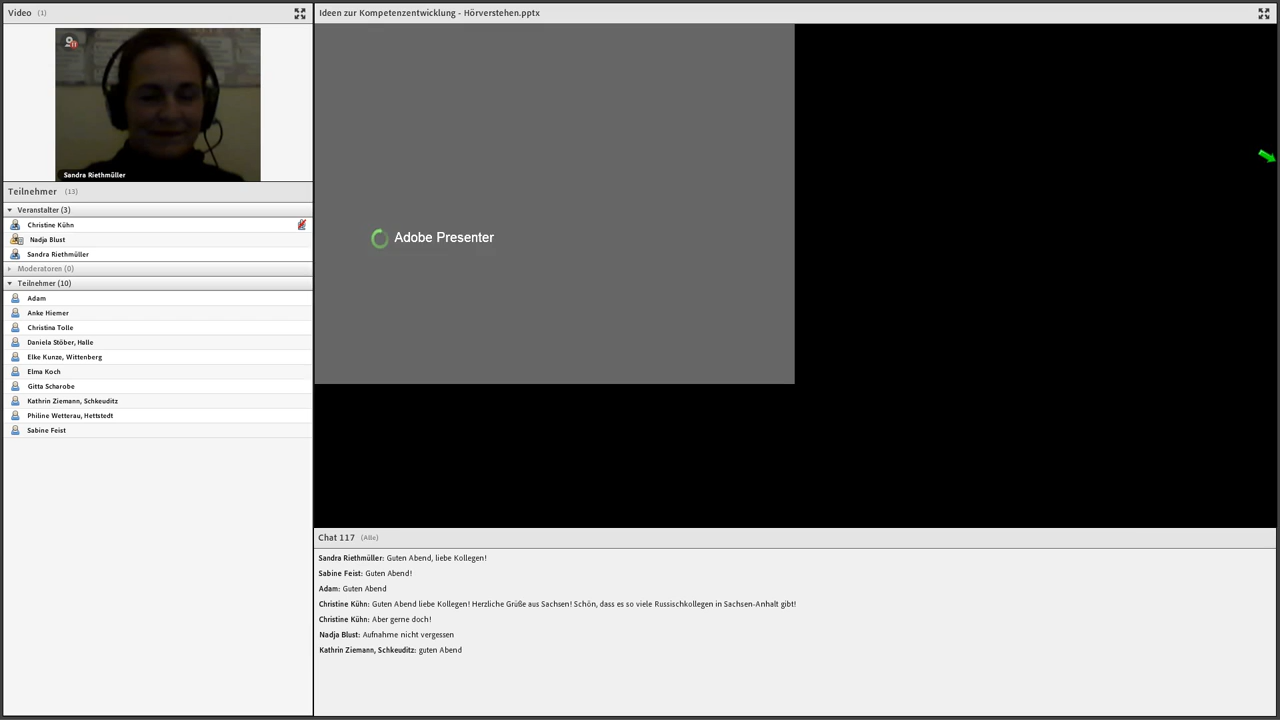 Video (1)
Sandra Riethmüller
Teilnehmer (13)
Veranstalter (3)
Christine Kühn
Nadja Blust
Sandra Riethmüller
Moderatoren (0)
Teilnehmer (10)
Adam
Anke Hiemer
Christina Tolle
Daniela Stöber, Halle
Elke Kunze, Wittenberg
Elma Koch
Gitta Scharobe
Kathrin Ziemann, Schkeuditz
Philine Wetterau, Hettstedt
Sabine Feist
Ideen zur Kompetenzentwicklung - Hörverstehen.pptx
Adobe Presenter
Chat 117 (Alle)
Sandra Riethmüller: Guten Abend, liebe Kollegen!
Sabine Feist: Guten Abend!
Adam: Guten Abend
Christine Kühn: Guten Abend liebe Kollegen! Herzliche Grüße aus Sachsen! Schön, dass es so viele Russischkollegen in Sachsen-Anhalt gibt!
Christine Kühn: Aber gerne doch!
Nadja Blust: Aufnahme nicht vergessen
Kathrin Ziemann, Schkeuditz: guten Abend